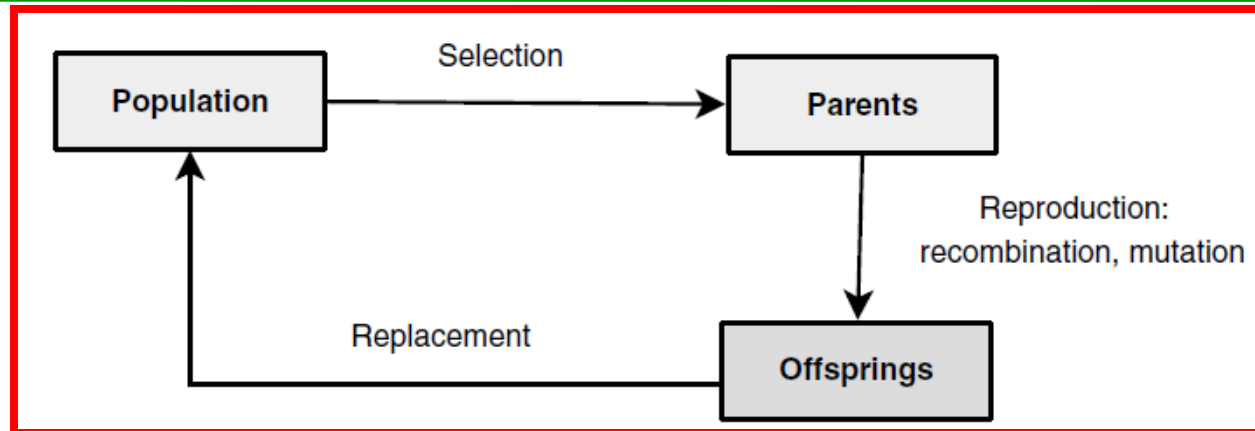 Selection
Population
Parents
Reproduction:
recombination, mutation
Replacement
Offsprings